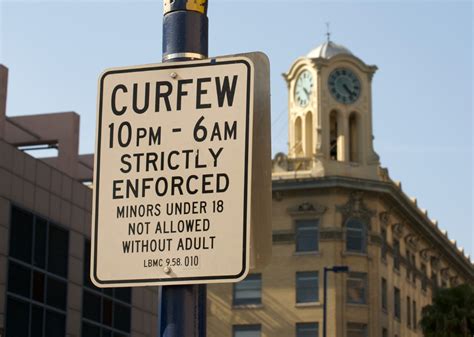 CURFEW
10PM - 6AM
STRICTLY
ENFORCED
MINORS UNDER 18
NOT ALLOWED
WITHOUT ADULT
LBMC 9.58.010